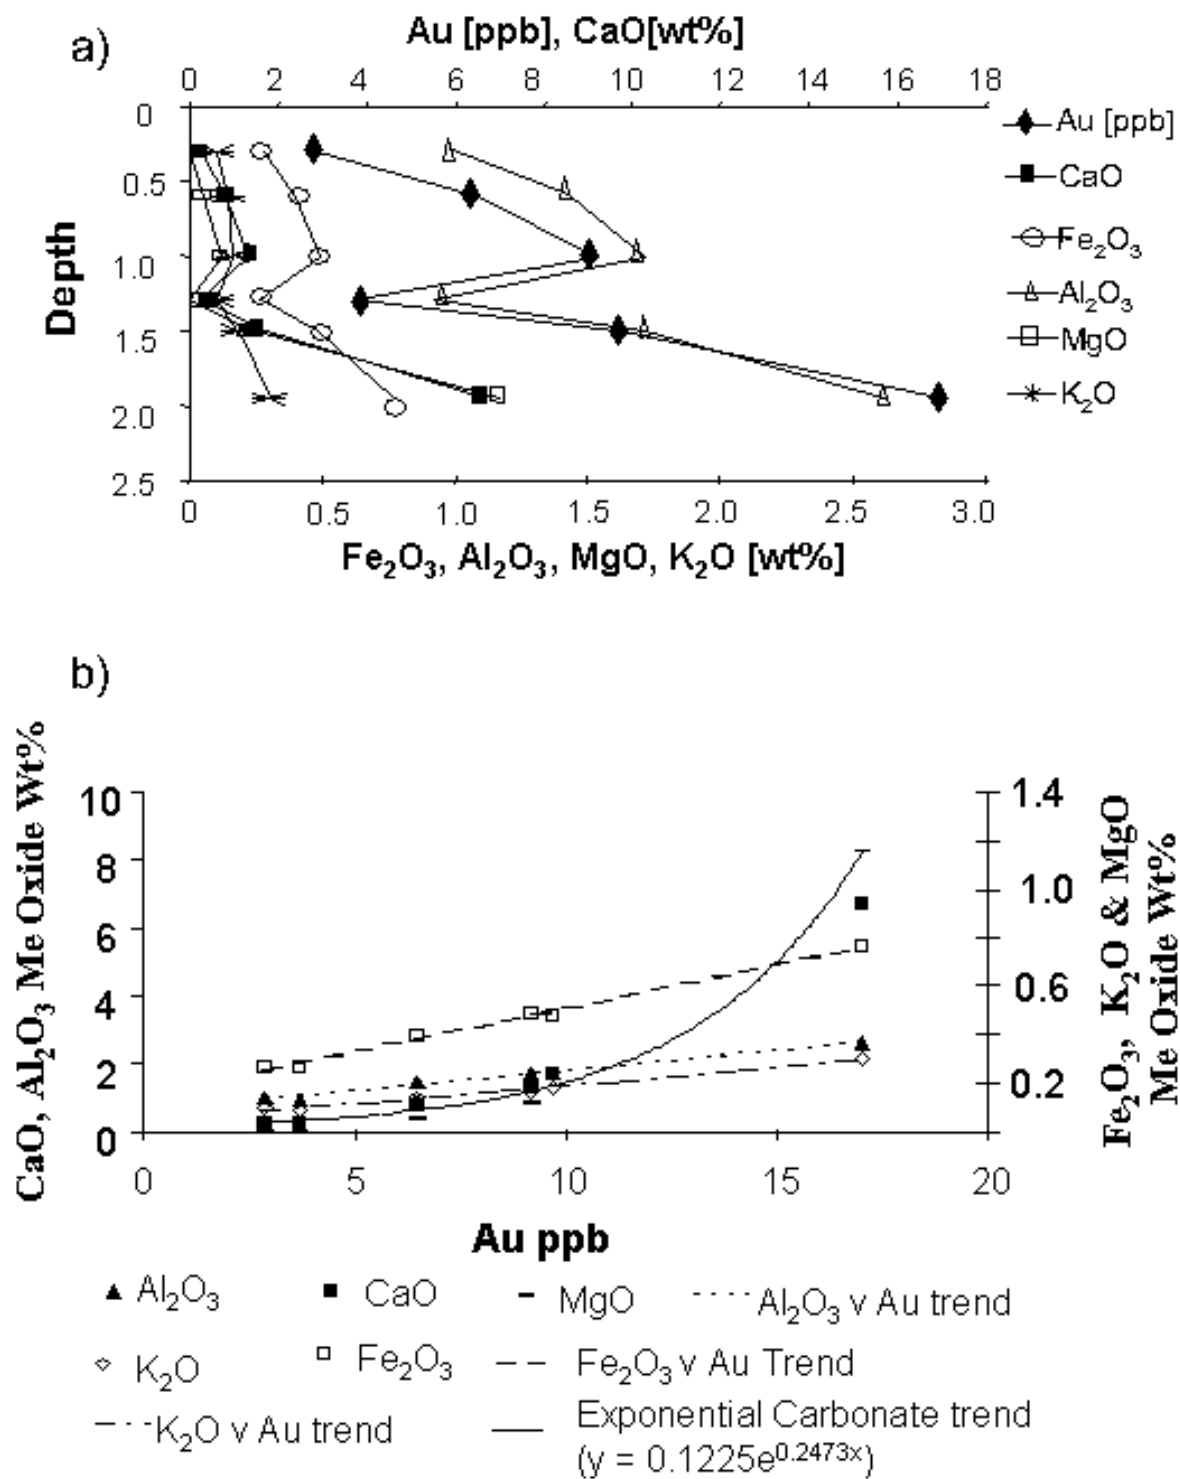 a)
Au [ppb], CaO[wt%]
0 2 4 6 8 10 12 14 16 18
0
0.5
1.0
1.5
2.0
2.5
Depth
0 0.5 1.0 1.5 2.0 2.5 3.0
Fe₂O₃, Al₂O₃, MgO, K₂O [wt%]
Au [ppb]
CaO
Fe₂O₃
Al₂O₃
MgO
K₂O
b)
CaO, Al₂O₃ Me Oxide Wt%
10
8
6
4
2
0
1.4
1.0
0.6
0.2
Fe₂O₃, K₂O & MgO
Me Oxide Wt%
0 5 10 15 20
Au ppb
Al₂O₃ CaO MgO Al₂O₃ v Au trend
K₂O Fe₂O₃ Fe₂O₃ v Au Trend
K₂O v Au trend Exponential Carbonate trend
(y = 0.1225e⁰·²⁴⁷³ˣ)